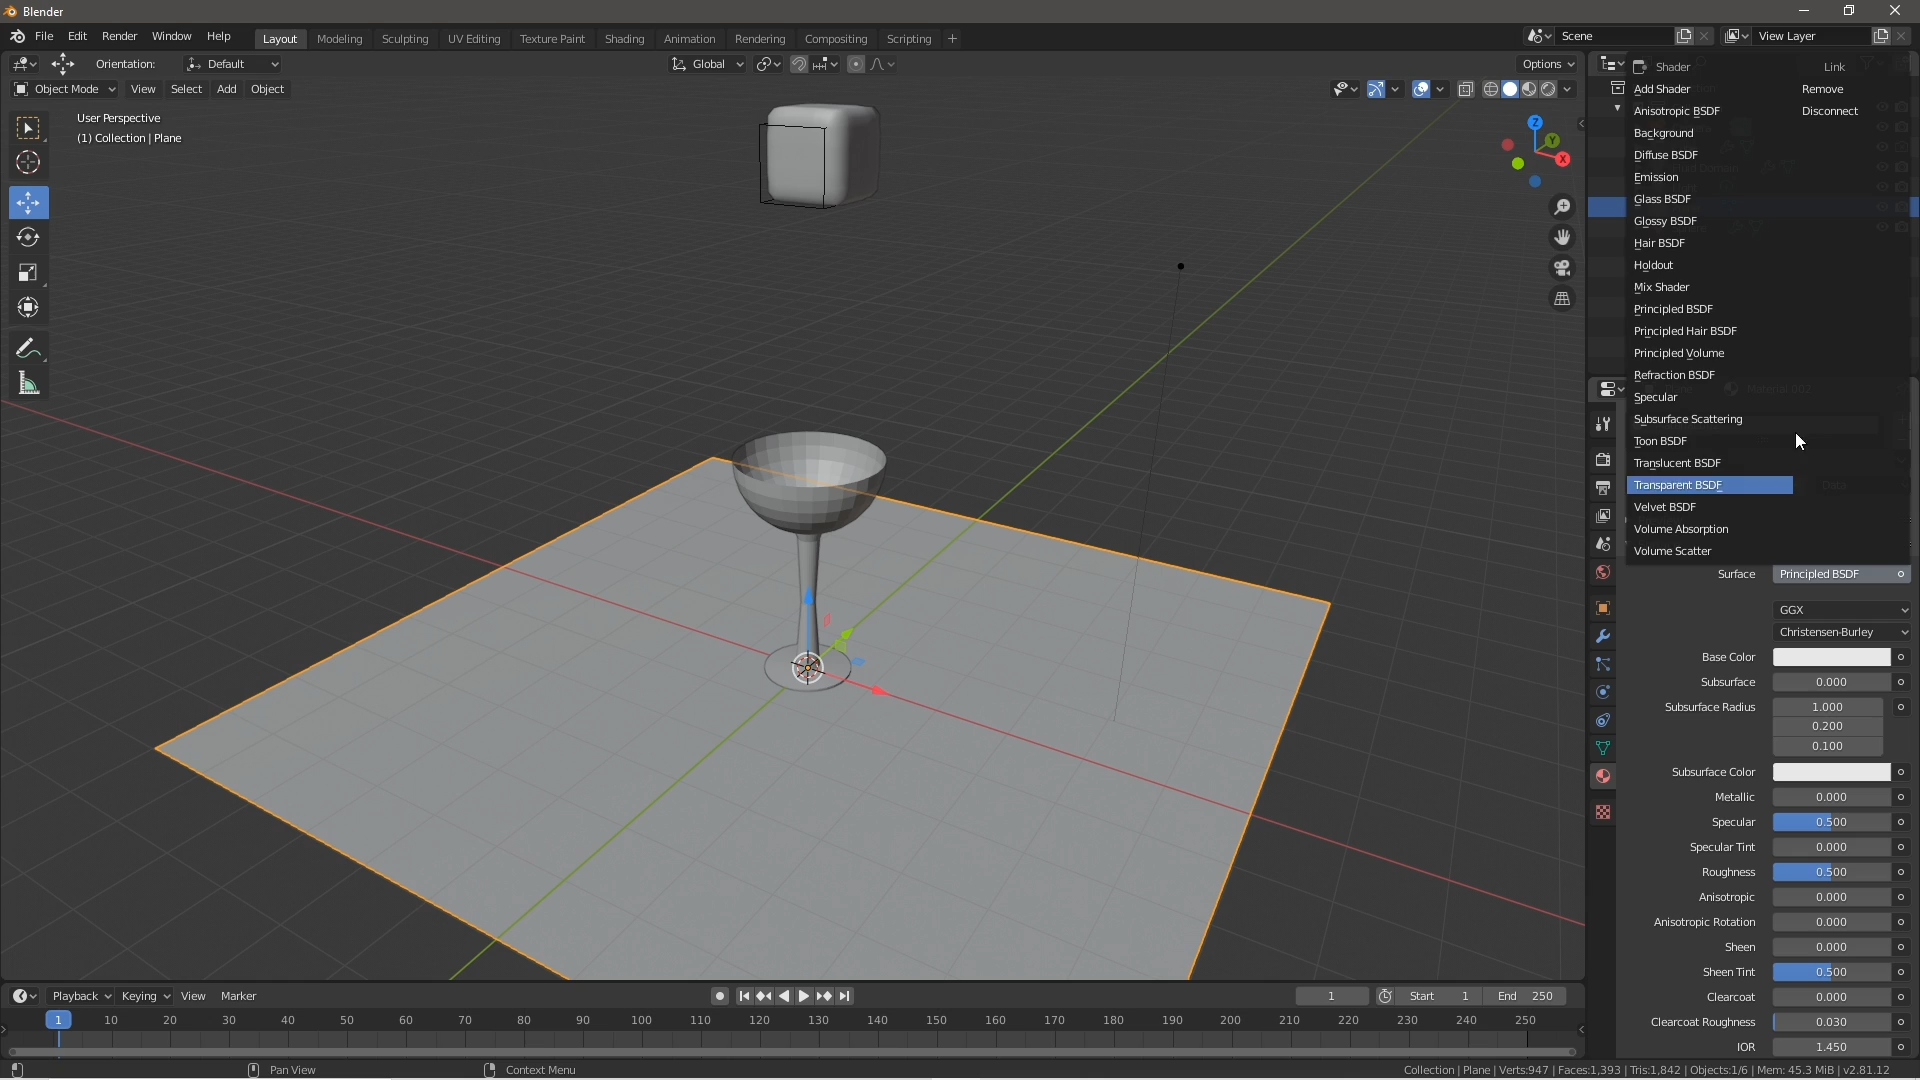 Blender
File Edit Render Window Help
Layout Modeling Sculpting UV Editing Texture Paint Shading Animation Rendering Compositing Scripting +
Scene
View Layer
Orientation: Default
Global
Options
Object Mode View Select Add Object
User Perspective
(1) Collection | Plane
Z
Y
X
Shader
Link
Add Shader
Remove
Anisotropic BSDF
Disconnect
Background
Diffuse BSDF
Emission
Glass BSDF
Glossy BSDF
Hair BSDF
Holdout
Mix Shader
Principled BSDF
Principled Hair BSDF
Principled Volume
Refraction BSDF
Material.002
Specular
Subsurface Scattering
Toon BSDF
Translucent BSDF
Transparent BSDF
Data
Velvet BSDF
Volume Absorption
Volume Scatter
Surface Principled BSDF
GGX
Christensen-Burley
Base Color
Subsurface 0.000
Subsurface Radius 1.000
0.200
0.100
Subsurface Color
Metallic 0.000
Specular 0.500
Specular Tint 0.000
Roughness 0.500
Anisotropic 0.000
Anisotropic Rotation 0.000
Sheen 0.000
Sheen Tint 0.500
Clearcoat 0.000
Clearcoat Roughness 0.030
IOR 1.450
Playback Keying View Marker
1 Start 1 End 250
1 10 20 30 40 50 60 70 80 90 100 110 120 130 140 150 160 170 180 190 200 210 220 230 240 250
Pan View
Context Menu
Collection | Plane | Verts:947 | Faces:1,393 | Tris:1,842 | Objects:1/6 | Mem: 45.3 MiB | v2.81.12